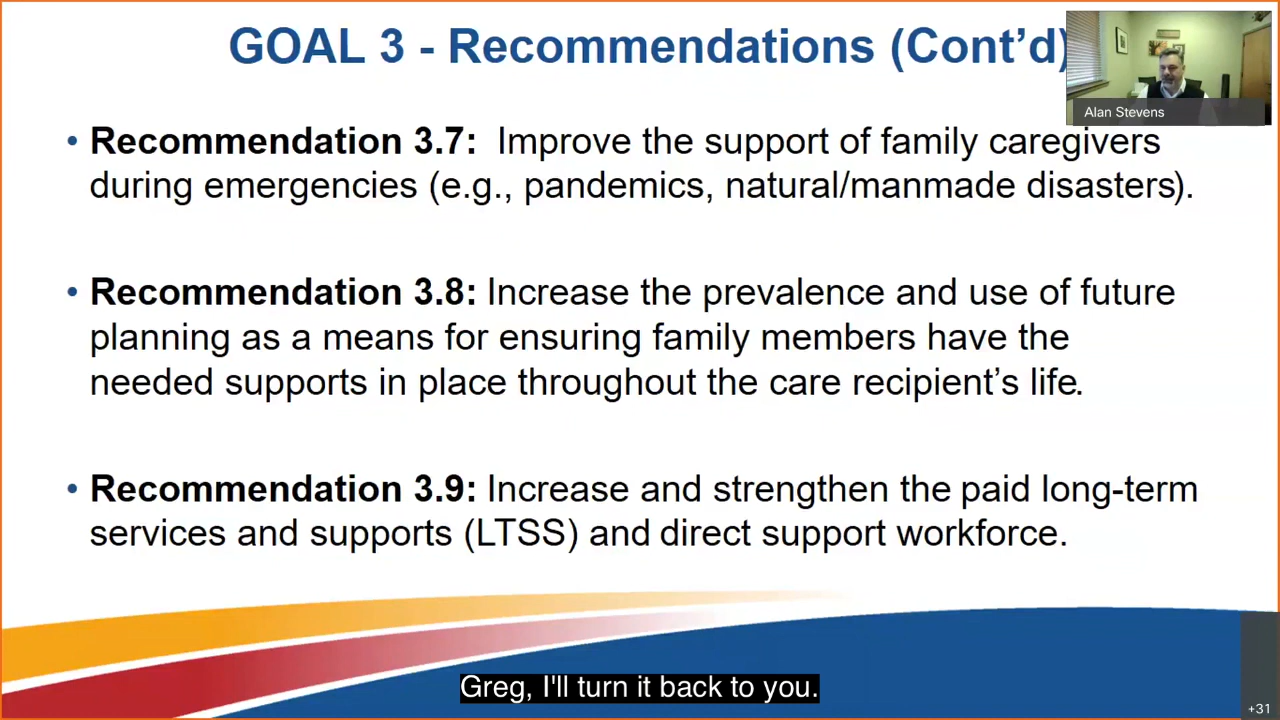 GOAL 3 - Recommendations (Cont’d)
Alan Stevens
• Recommendation 3.7: Improve the support of family caregivers
during emergencies (e.g., pandemics, natural/manmade disasters).
• Recommendation 3.8: Increase the prevalence and use of future
planning as a means for ensuring family members have the
needed supports in place throughout the care recipient’s life.
• Recommendation 3.9: Increase and strengthen the paid long-term
services and supports (LTSS) and direct support workforce.
Greg, I'll turn it back to you.
+31